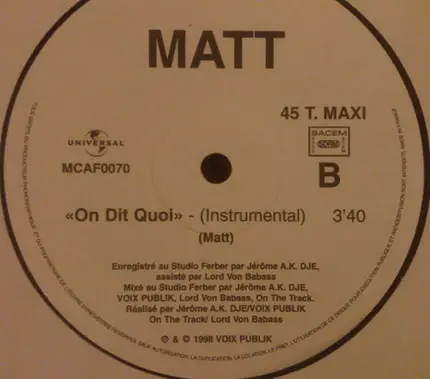 MATT
45 T. MAXI
UNIVERSAL
MCAF0070
SACEM
SDRM
B
«On Dit Quoi» - (Instrumental) 3'40
(Matt)
Enregistré au Studio Ferber par Jérôme A.K. DJE,
assisté par Lord Von Babass
Mixé au Studio Ferber par Jérôme A.K. DJE,
VOIX PUBLIK, Lord Von Babass, On The Track.
Réalisé par Jérôme A.K. DJE/VOIX PUBLIK
On The Track/ Lord Von Babass
℗ & © 1998 VOIX PUBLIK